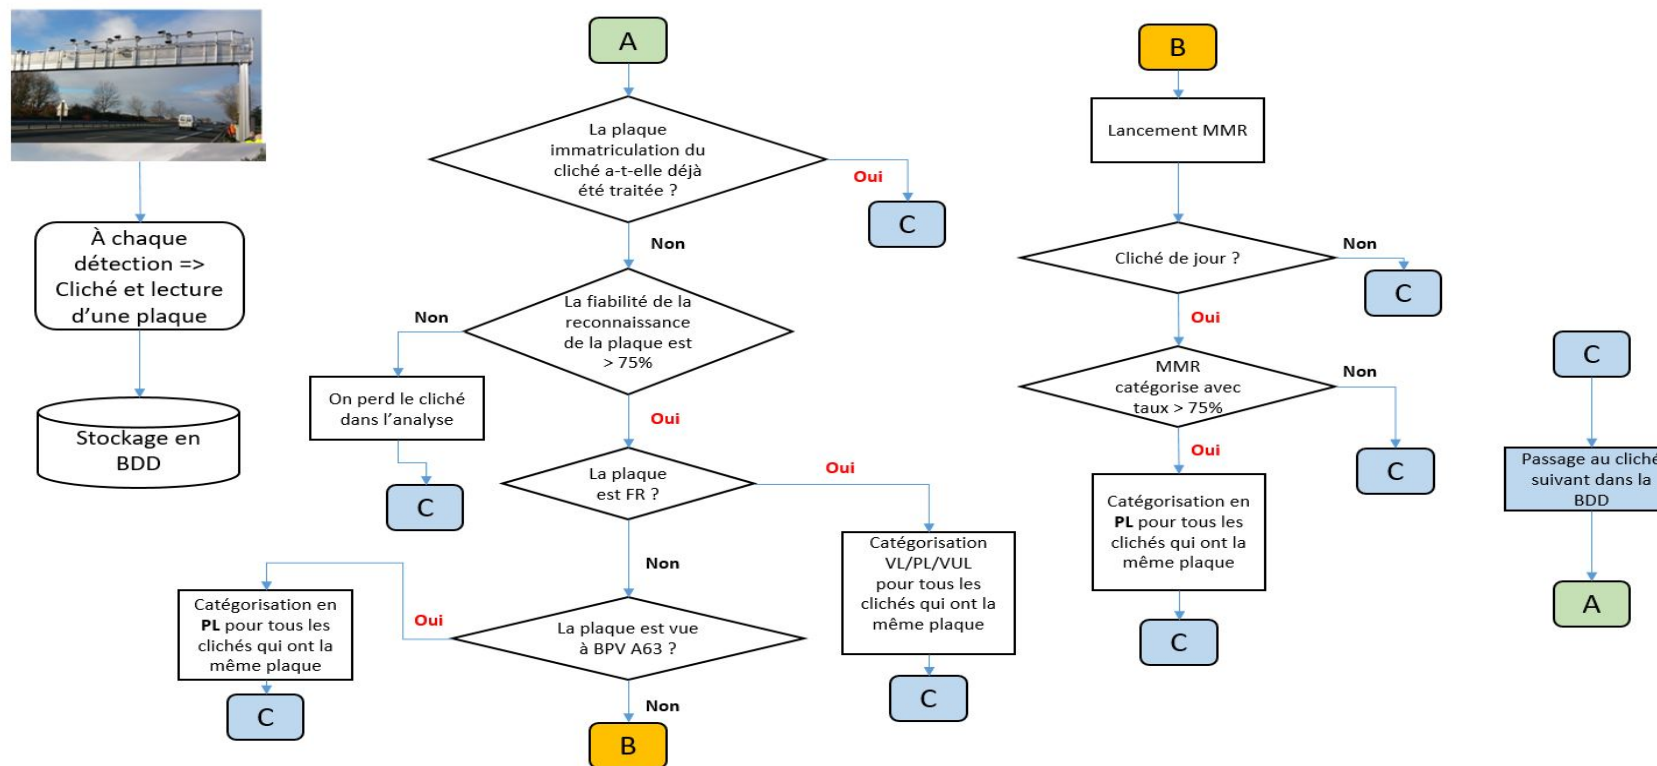 À chaque
détection =>
Cliché et lecture
d’une plaque
Stockage en
BDD
A
La plaque
immatriculation du
cliché a-t-elle déjà
été traitée ?
Oui
C
Non
La fiabilité de la
reconnaissance
de la plaque est
> 75%
Non
On perd le cliché
dans l’analyse
C
Oui
La plaque
est FR ?
Oui
Catégorisation
VL/PL/VUL
pour tous les
clichés qui ont la
même plaque
C
Non
La plaque est vue
à BPV A63 ?
Oui
Catégorisation en
PL pour tous les
clichés qui ont la
même plaque
C
Non
B
B
Lancement MMR
Cliché de jour ?
Non
C
Oui
MMR
catégorise avec
taux > 75%
Non
C
Oui
Catégorisation en
PL pour tous les
clichés qui ont la
même plaque
C
C
Passage au cliché
suivant dans la
BDD
A